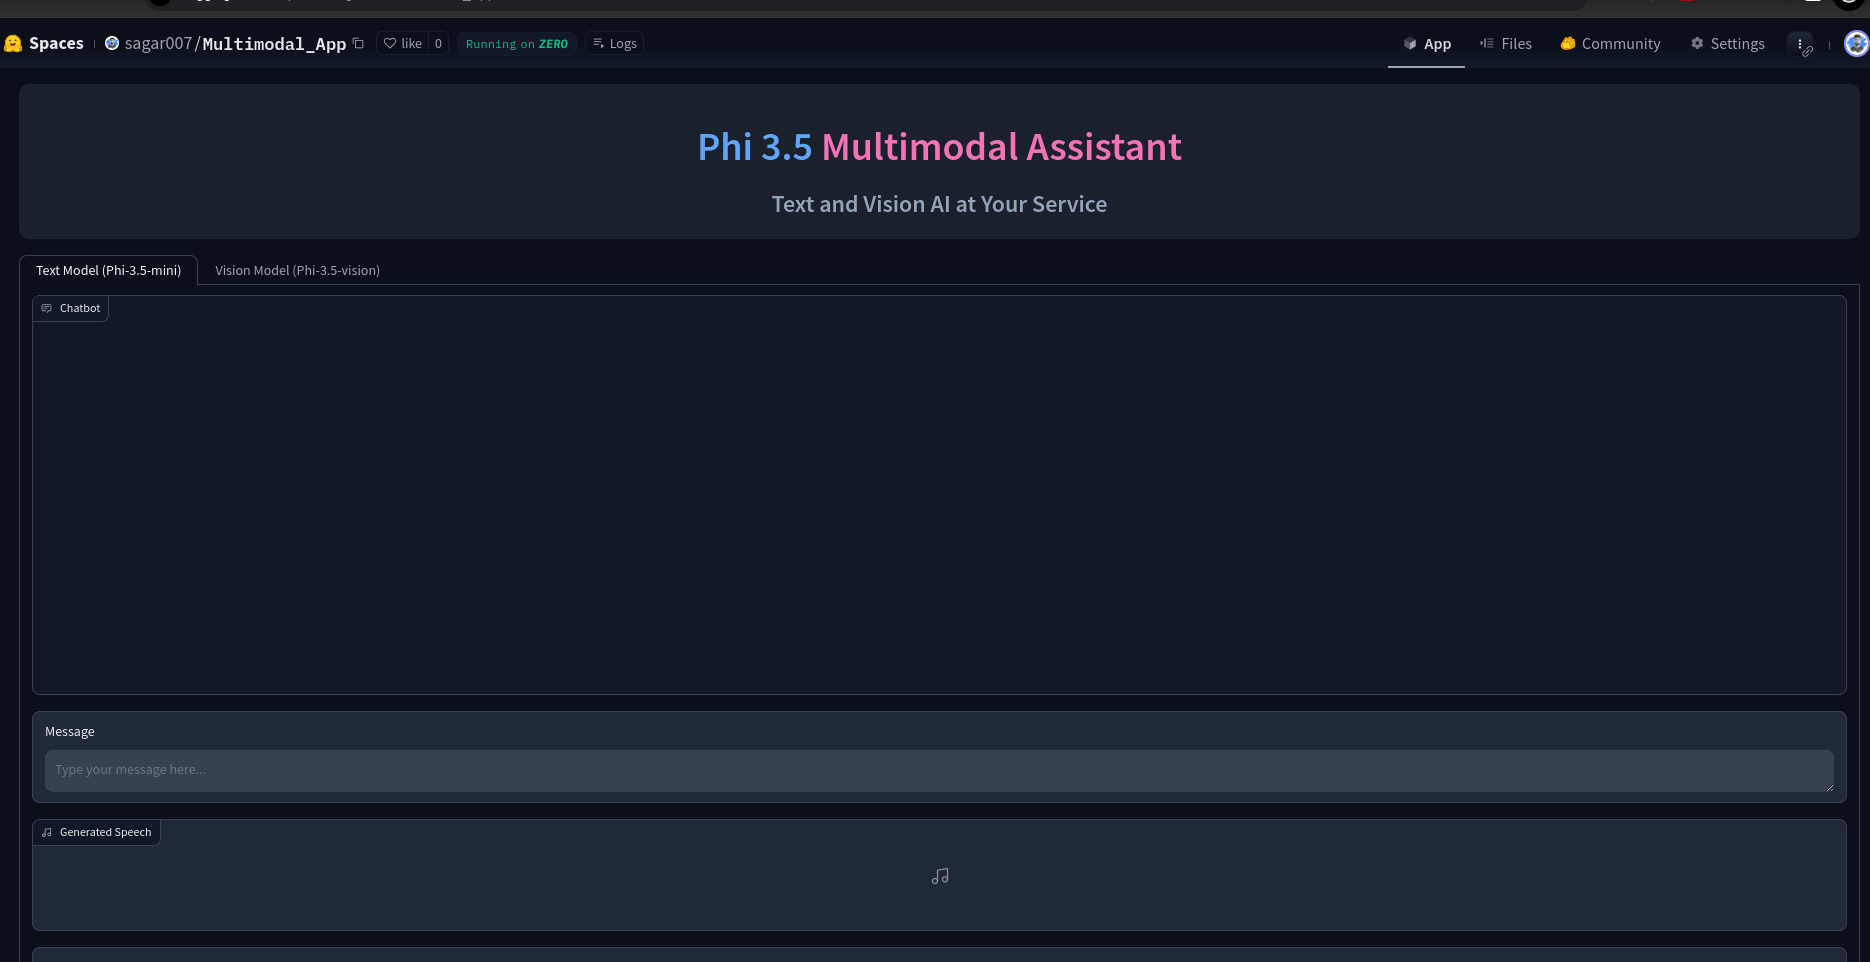 Spaces sagar007/Multimodal_App like 0 Running on ZERO Logs App Files Community Settings
Phi 3.5 Multimodal Assistant
Text and Vision AI at Your Service
Text Model (Phi-3.5-mini) Vision Model (Phi-3.5-vision)
Chatbot
Message
Type your message here...
Generated Speech